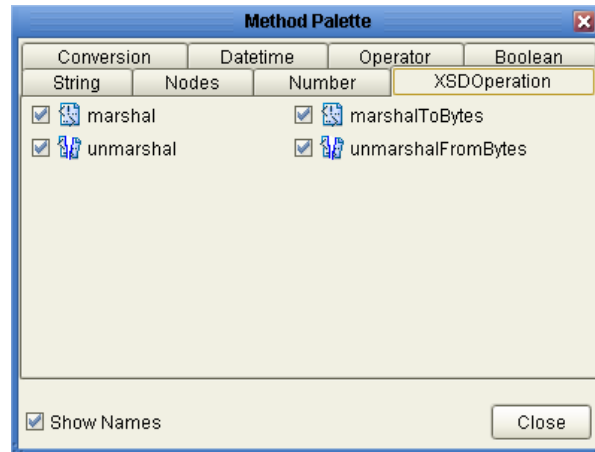 Method Palette
Conversion Datetime Operator Boolean
String Nodes Number XSDOperation
marshal marshalToBytes
unmarshal unmarshalFromBytes
Show Names Close